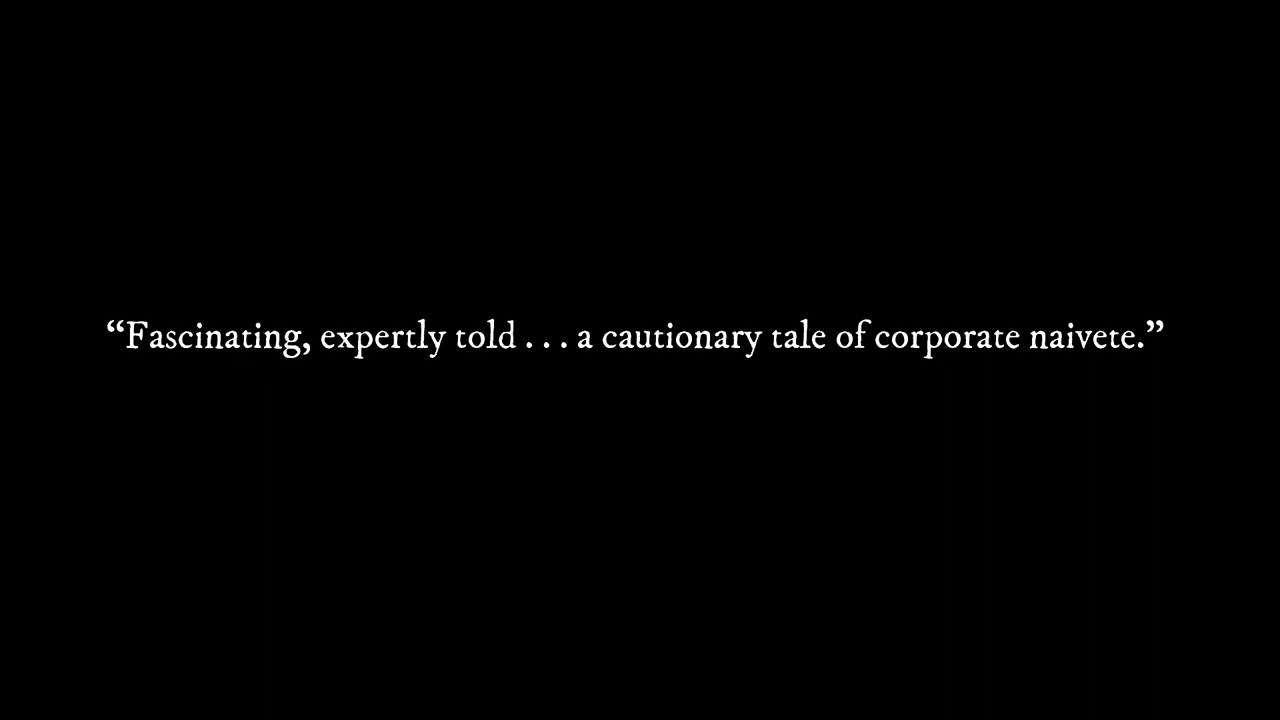 “Fascinating, expertly told . . . a cautionary tale of corporate naivete.”